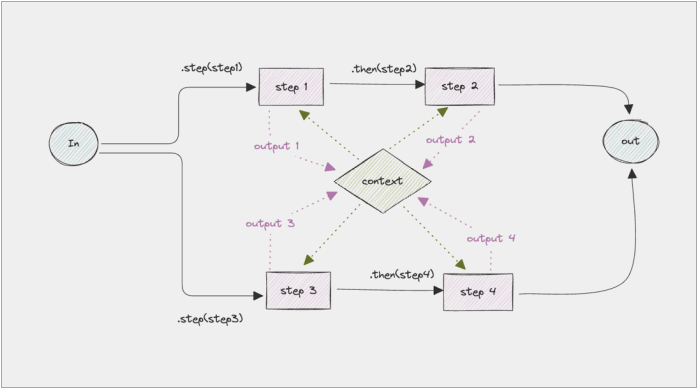 .step(step1)
.then(step2)
step 1
step 2
In
output 1
output 2
out
context
output 3
output 4
.then(step4)
step 3
step 4
.step(step3)